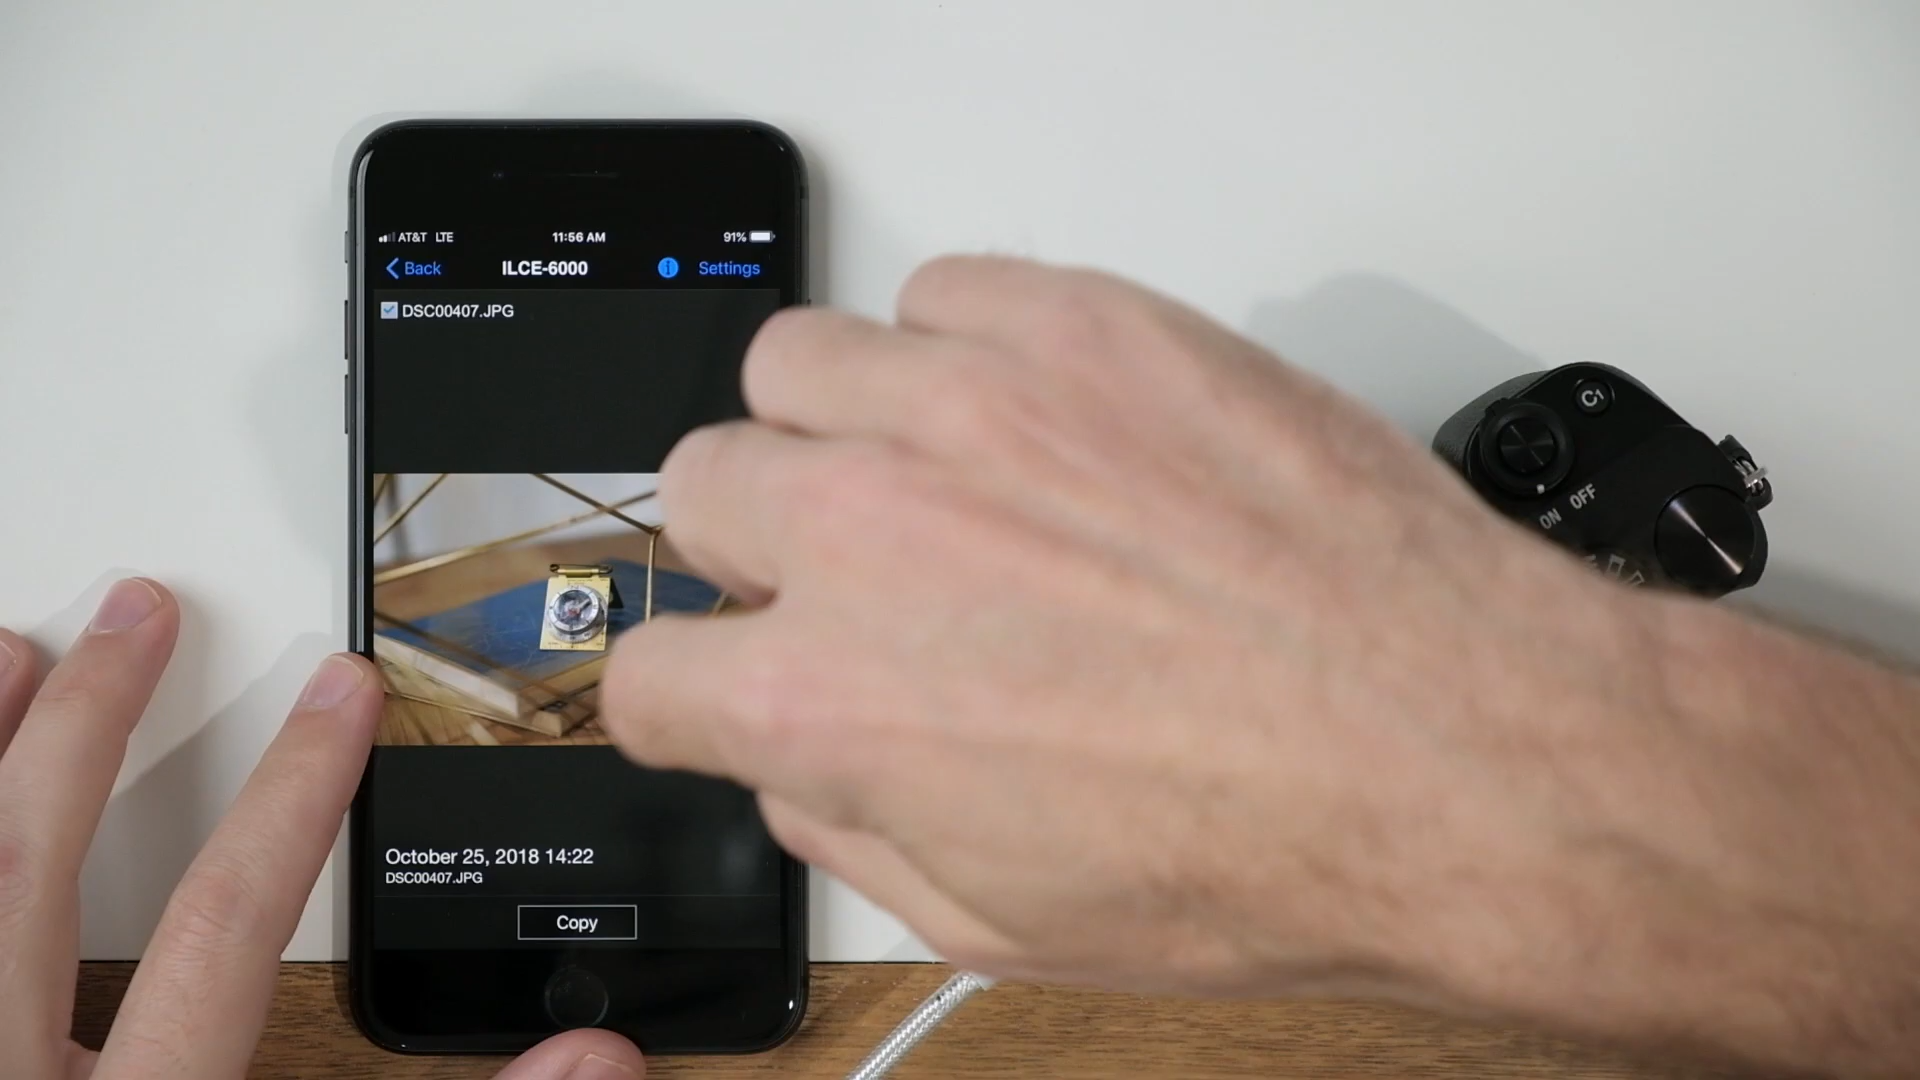 AT&T LTE 11:56 AM 91%
Back ILCE-6000 i Settings
DSC00407.JPG
October 25, 2018 14:22
DSC00407.JPG
Copy
C1
ON OFF